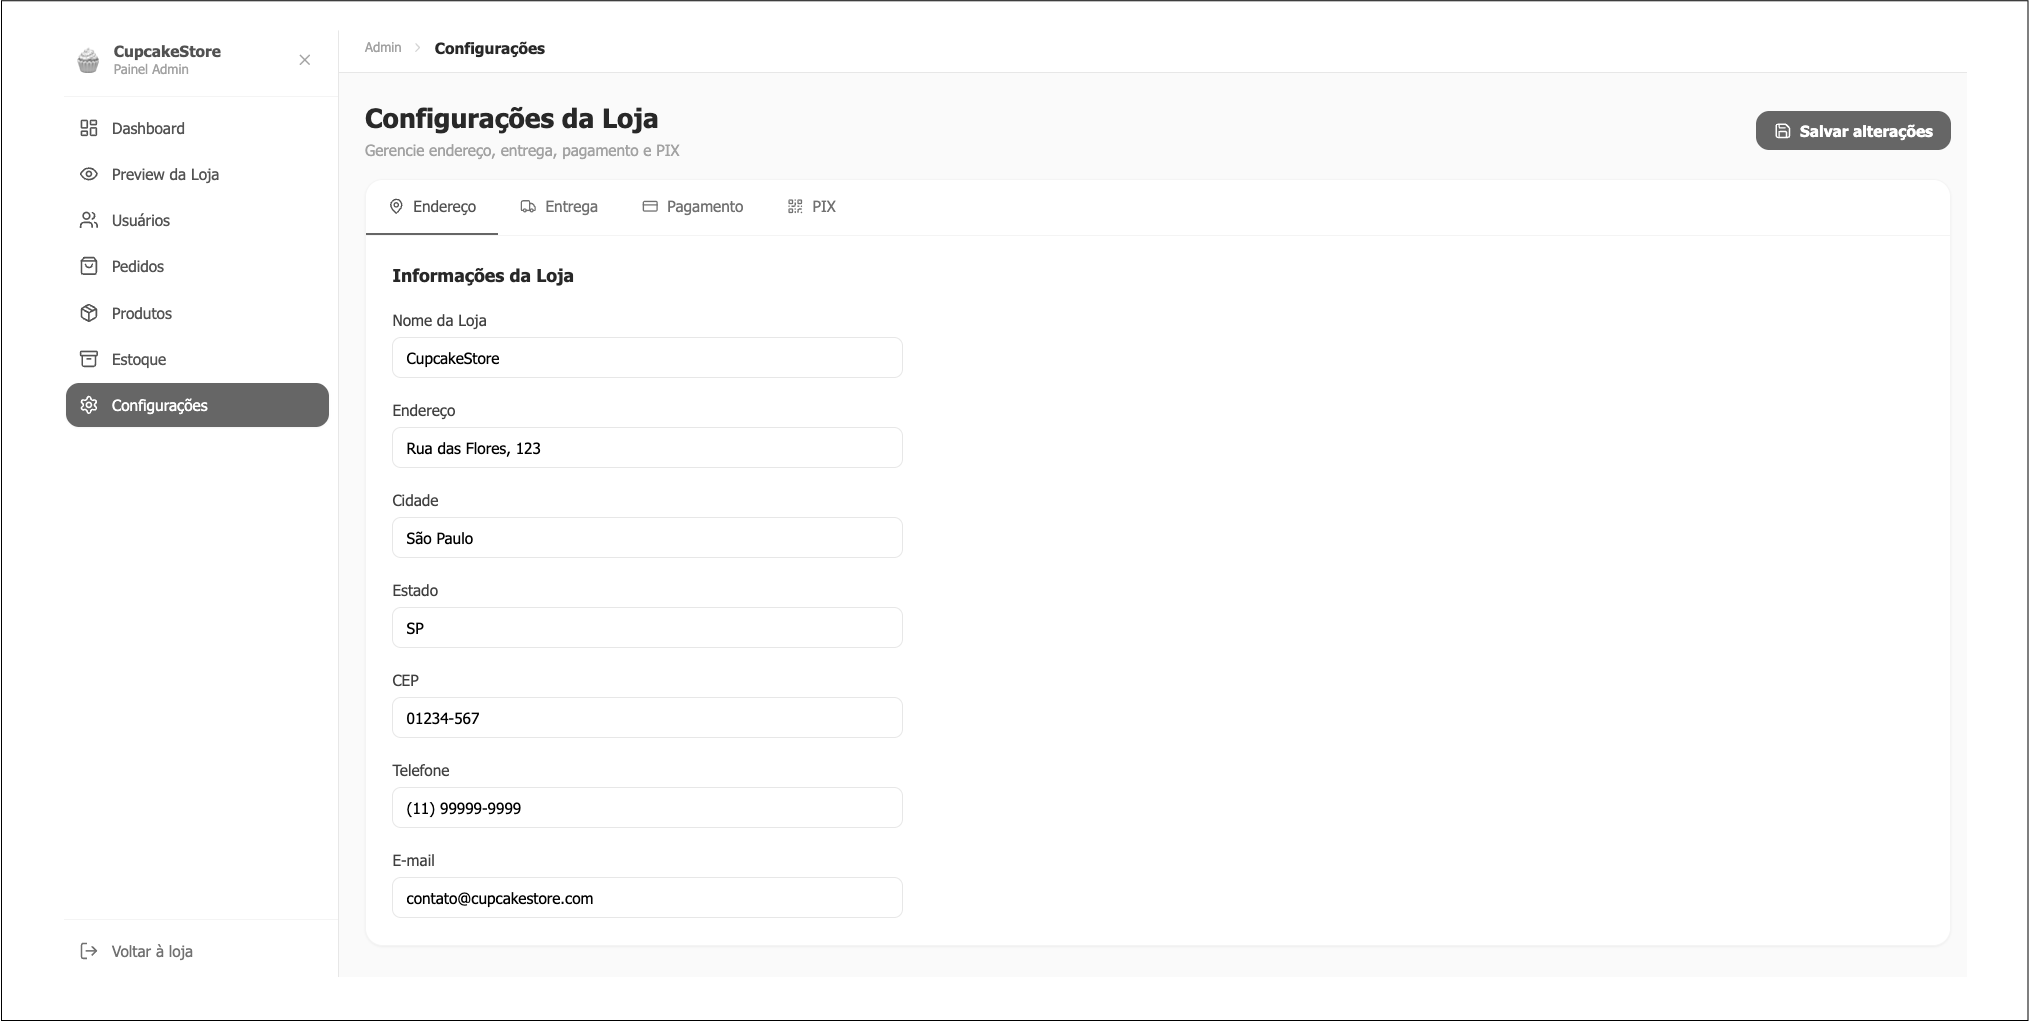 CupcakeStore
Painel Admin
Dashboard
Preview da Loja
Usuários
Pedidos
Produtos
Estoque
Configurações
Voltar à loja
Admin
Configurações
Configurações da Loja
Gerencie endereço, entrega, pagamento e PIX
Salvar alterações
Endereço
Entrega
Pagamento
PIX
Informações da Loja
Nome da Loja
CupcakeStore
Endereço
Rua das Flores, 123
Cidade
São Paulo
Estado
SP
CEP
01234-567
Telefone
(11) 99999-9999
E-mail
contato@cupcakestore.com